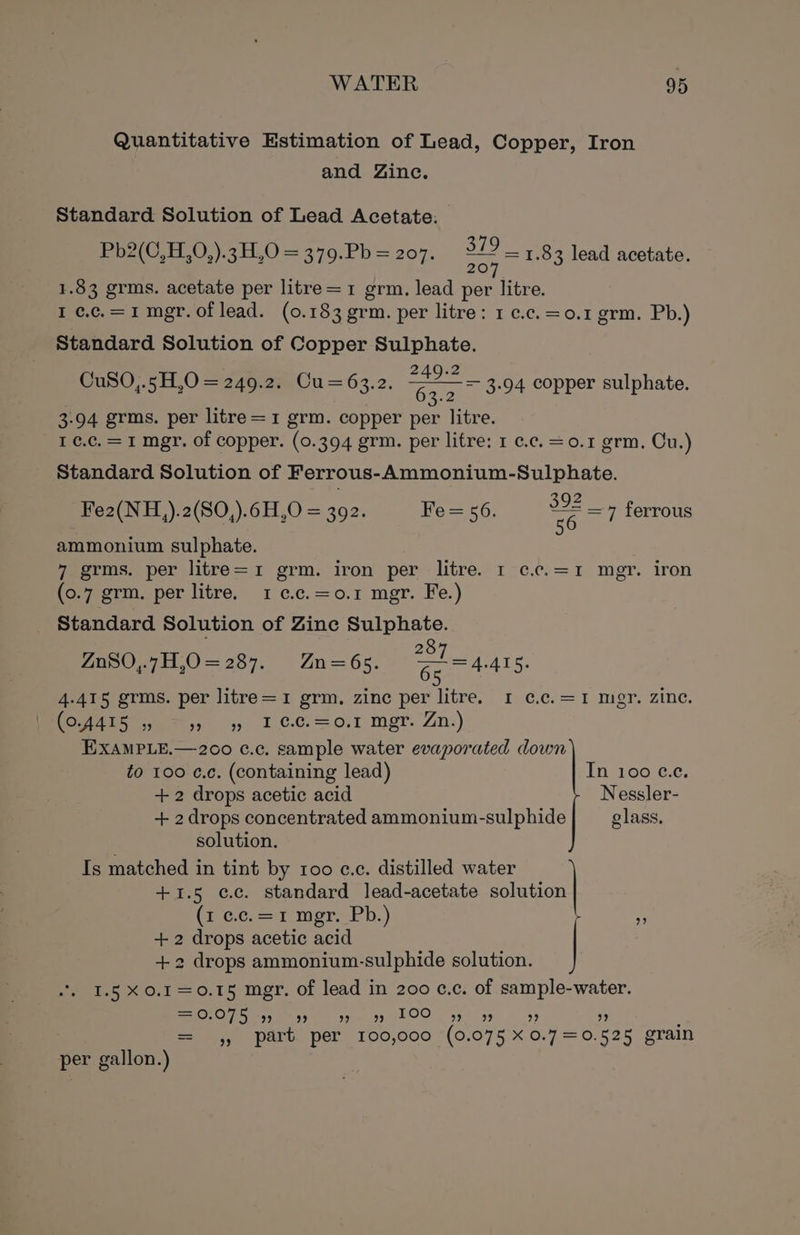 WATER 95
Quantitative Estimation of Lead, Copper, Iron
and Zinc.
Standard Solution of Lead Acetate.
Pb2(C₂H₃O₂).3H₂O = 379. Pb = 207. 379/207 = 1.83 lead acetate.
1.83 grms. acetate per litre = 1 grm. lead per litre.
1 c.c. = 1 mgr. of lead. (0.183 grm. per litre: 1 c.c. = 0.1 grm. Pb.)
Standard Solution of Copper Sulphate.
CuSO₄.5H₂O = 249.2. Cu = 63.2. 249.2/63.2 = 3.94 copper sulphate.
3.94 grms. per litre = 1 grm. copper per litre.
1 c.c. = 1 mgr. of copper. (0.394 grm. per litre: 1 c.c. = 0.1 grm. Cu.)
Standard Solution of Ferrous-Ammonium-Sulphate.
Fe2(NH₄).2(SO₄).6H₂O = 392. Fe = 56. 392/56 = 7 ferrous
ammonium sulphate.
7 grms. per litre = 1 grm. iron per litre. 1 c.c. = 1 mgr. iron
(0.7 grm. per litre. 1 c.c. = 0.1 mgr. Fe.)
Standard Solution of Zinc Sulphate.
ZnSO₄.7H₂O = 287. Zn = 65. 287/65 = 4.415.
4.415 grms. per litre = 1 grm. zinc per litre. 1 c.c. = 1 mgr. zinc.
(0.4415 „ „ „ 1 c.c. = 0.1 mgr. Zn.)
EXAMPLE.—200 c.c. sample water evaporated down
to 100 c.c. (containing lead) In 100 c.c.
+ 2 drops acetic acid Nessler-
+ 2 drops concentrated ammonium-sulphide glass.
solution.
Is matched in tint by 100 c.c. distilled water
+ 1.5 c.c. standard lead-acetate solution
(1 c.c. = 1 mgr. Pb.) „
+ 2 drops acetic acid
+ 2 drops ammonium-sulphide solution.
∴ 1.5 × 0.1 = 0.15 mgr. of lead in 200 c.c. of sample-water.
= 0.075 „ „ „ „ 100 „ „ „ „
= „ part per 100,000 (0.075 × 0.7 = 0.525 grain
per gallon.)